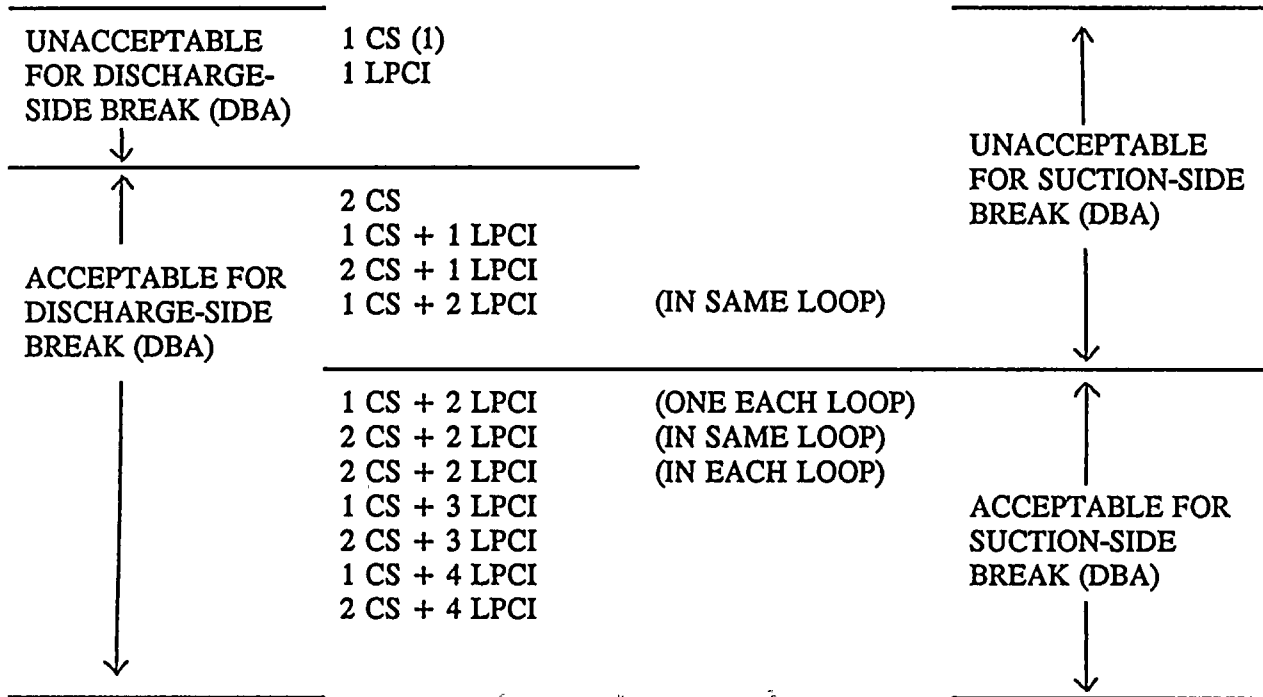 UNACCEPTABLE
FOR DISCHARGE-
SIDE BREAK (DBA)
1 CS (1)
1 LPCI
UNACCEPTABLE
FOR SUCTION-SIDE
BREAK (DBA)
ACCEPTABLE FOR
DISCHARGE-SIDE
BREAK (DBA)
2 CS
1 CS + 1 LPCI
2 CS + 1 LPCI
1 CS + 2 LPCI (IN SAME LOOP)
1 CS + 2 LPCI (ONE EACH LOOP)
2 CS + 2 LPCI (IN SAME LOOP)
2 CS + 2 LPCI (IN EACH LOOP)
1 CS + 3 LPCI
2 CS + 3 LPCI
1 CS + 4 LPCI
2 CS + 4 LPCI
ACCEPTABLE FOR
SUCTION-SIDE
BREAK (DBA)